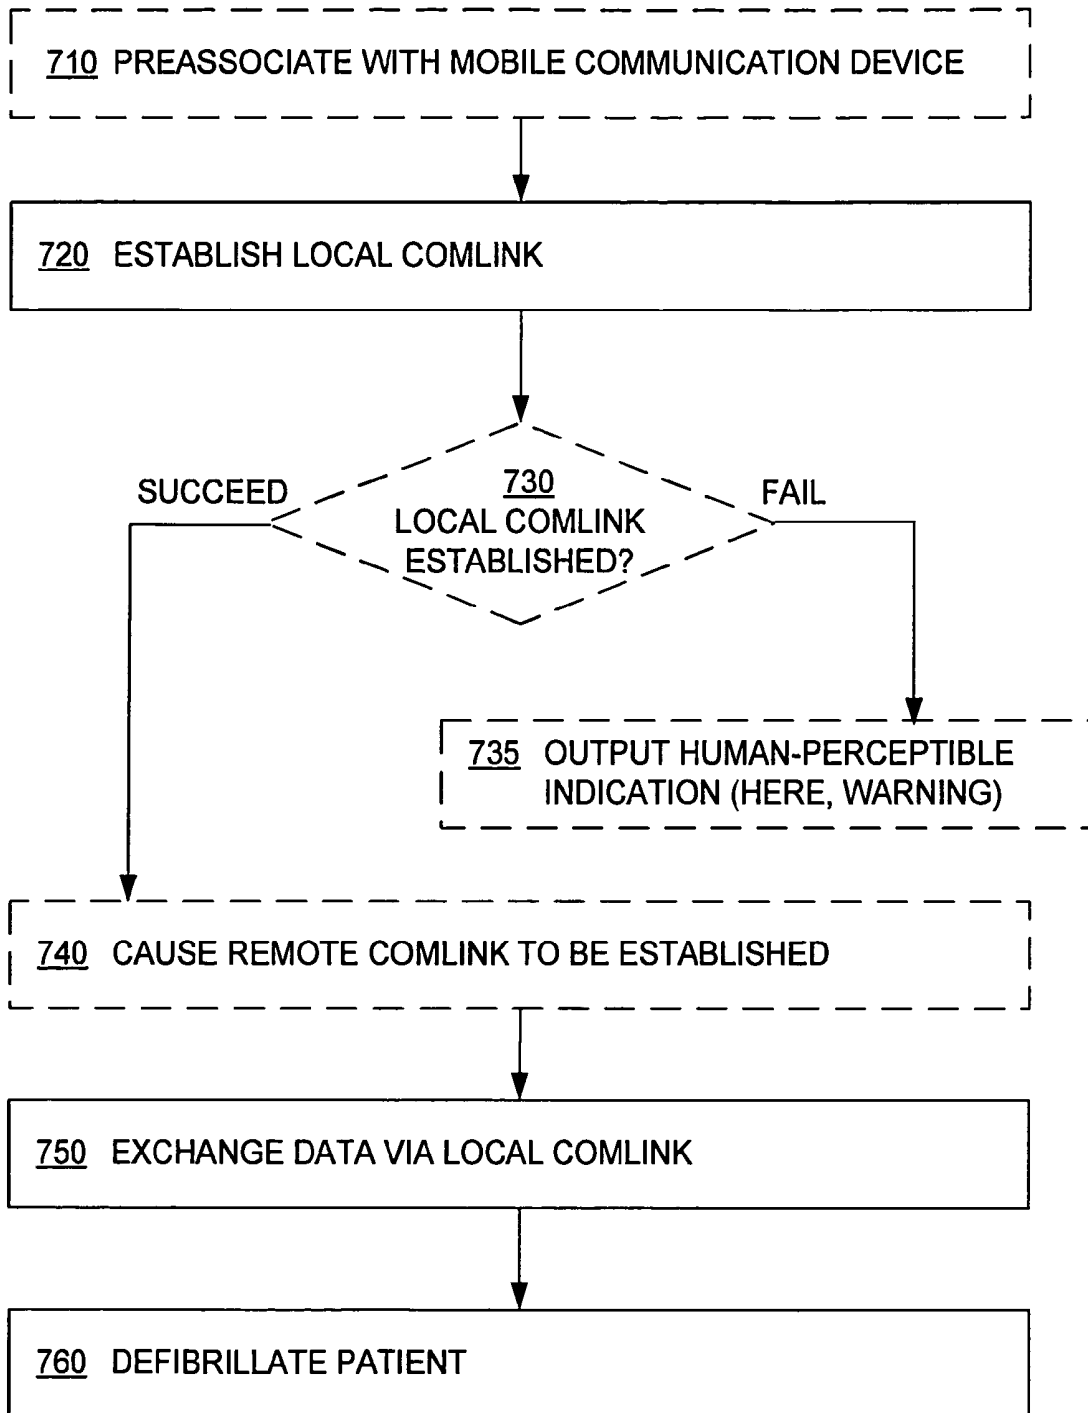 710 PREASSOCIATE WITH MOBILE COMMUNICATION DEVICE
720 ESTABLISH LOCAL COMLINK
730
SUCCEED
FAIL
LOCAL COMLINK
ESTABLISHED?
735 OUTPUT HUMAN-PERCEPTIBLE
INDICATION (HERE, WARNING)
740 CAUSE REMOTE COMLINK TO BE ESTABLISHED
750 EXCHANGE DATA VIA LOCAL COMLINK
760 DEFIBRILLATE PATIENT